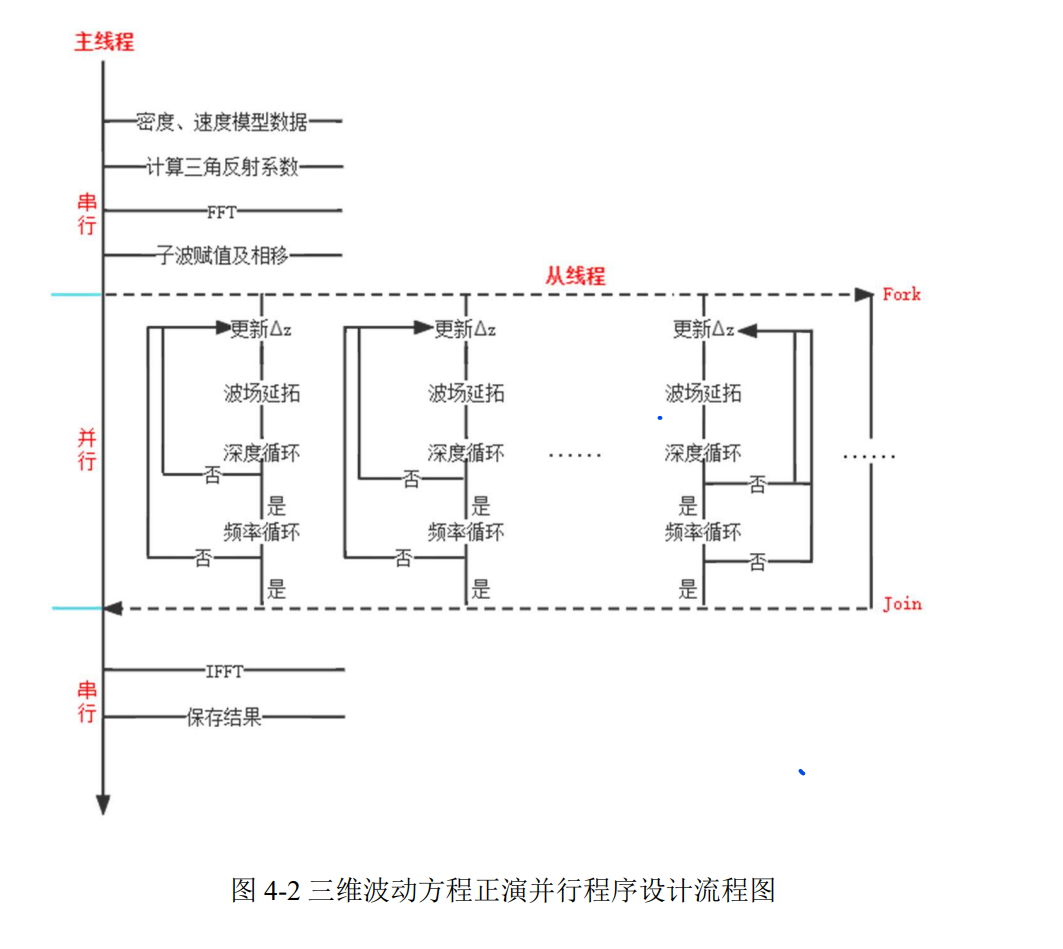 主线程
密度、速度模型数据
计算三角反射系数
串行
FFT
子波赋值及相移
从线程
Fork
更新Δz 更新Δz 更新Δz
波场延拓 波场延拓 波场延拓
并行
深度循环 深度循环 …… 深度循环 ……
否 否 否
是 是 是
频率循环 频率循环 频率循环
否 否 否
是 是 是
Join
IFFT
串行
保存结果
图 4-2 三维波动方程正演并行程序设计流程图